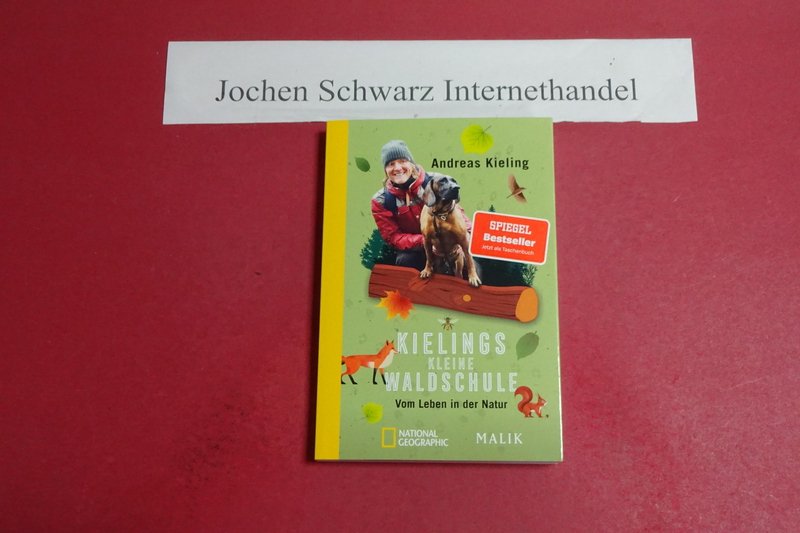 Jochen Schwarz Internethandel
Andreas Kieling
SPIEGEL
Bestseller
Jetzt als Taschenbuch
KIELINGS
KLEINE
WALDSCHULE
Vom Leben in der Natur
NATIONAL
GEOGRAPHIC
MALIK